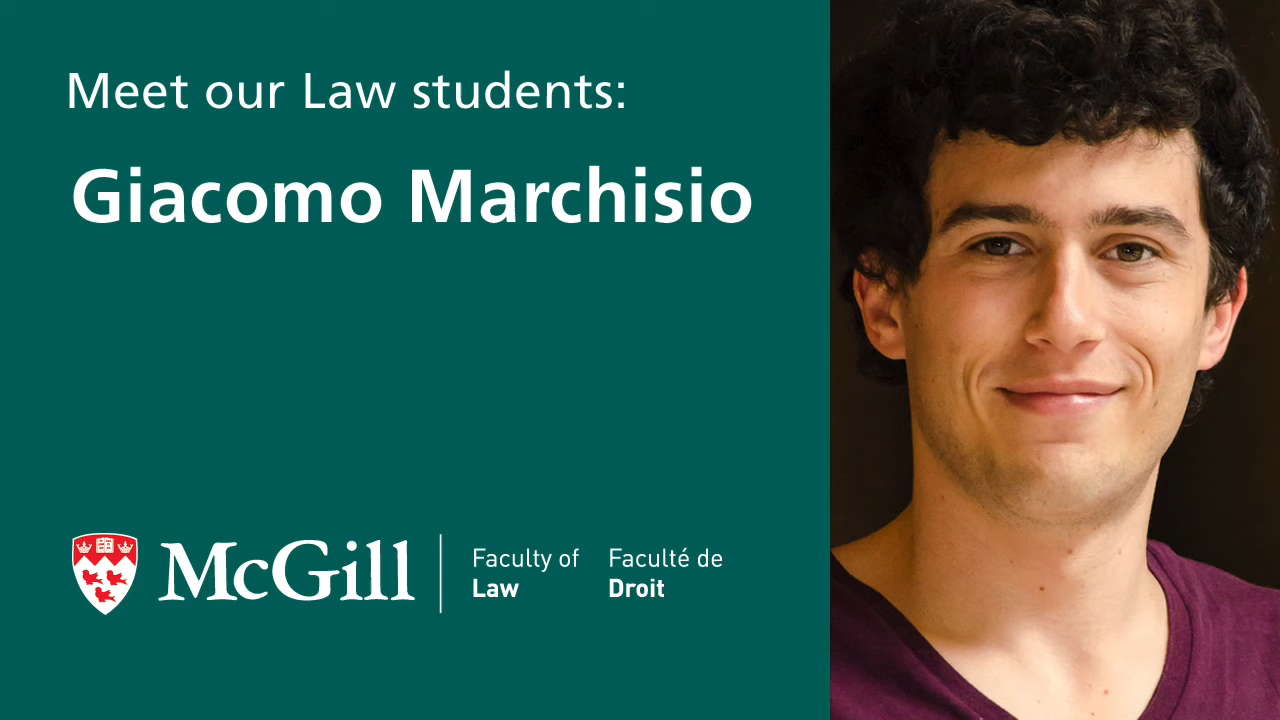 Meet our Law students:
Giacomo Marchisio
McGill
Faculty of
Law
Faculté de
Droit